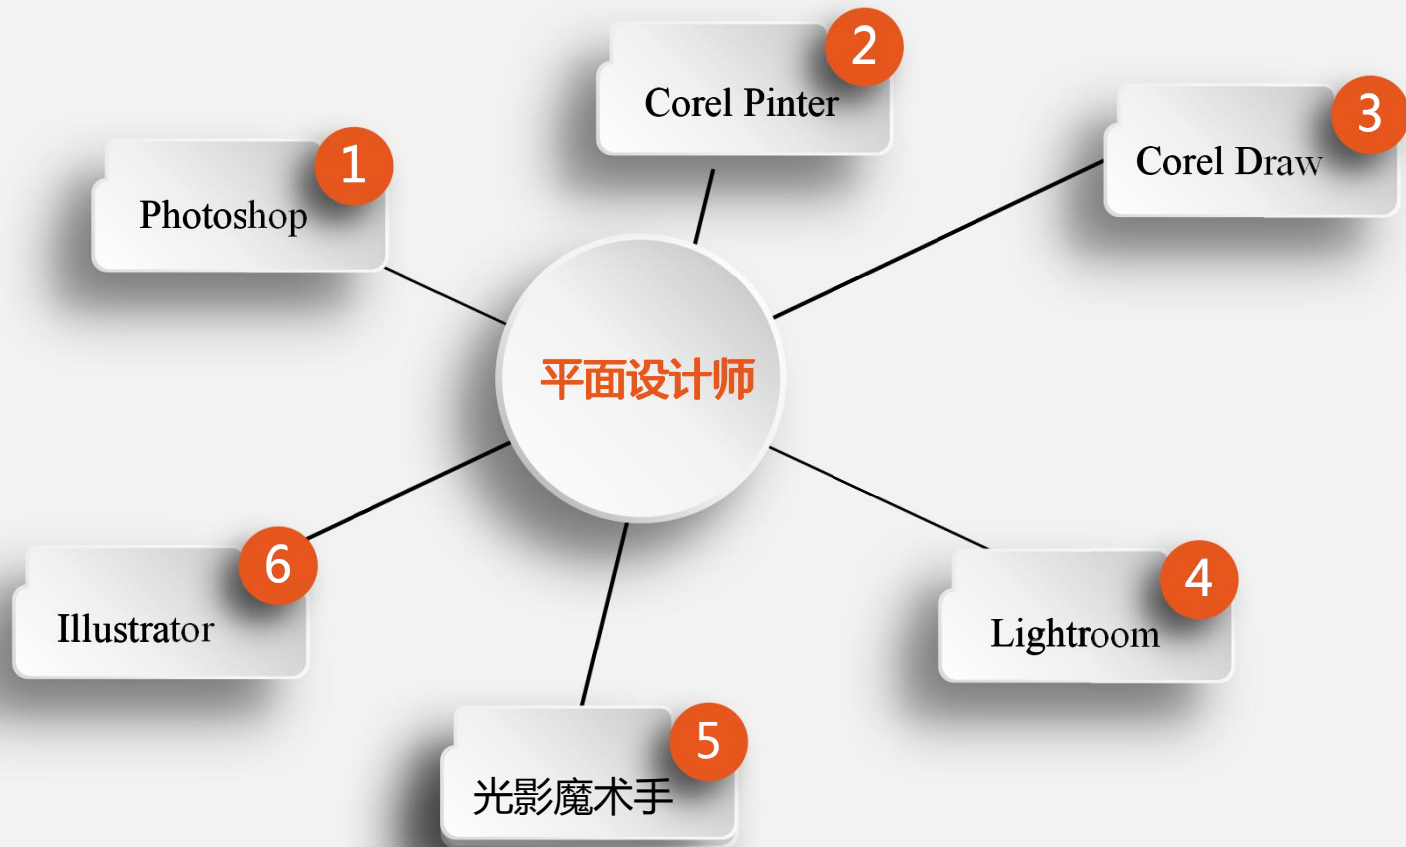 1
Photoshop
2
Corel Pinter
3
Corel Draw
平面设计师
4
Lightroom
5
光影魔术手
6
Illustrator